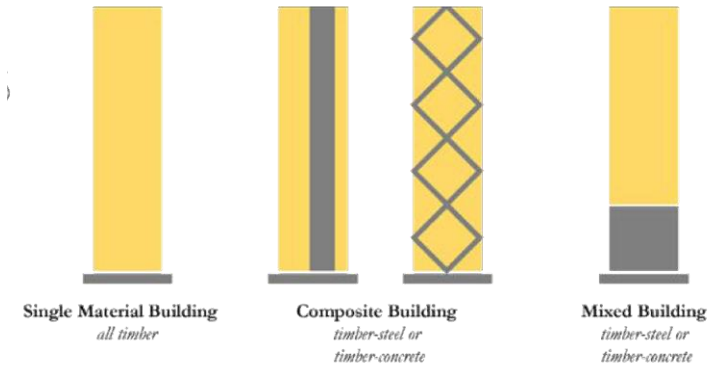 )
Single Material Building
all timber
Composite Building
timber-steel or
timber-concrete
Mixed Building
timber-steel or
timber-concrete